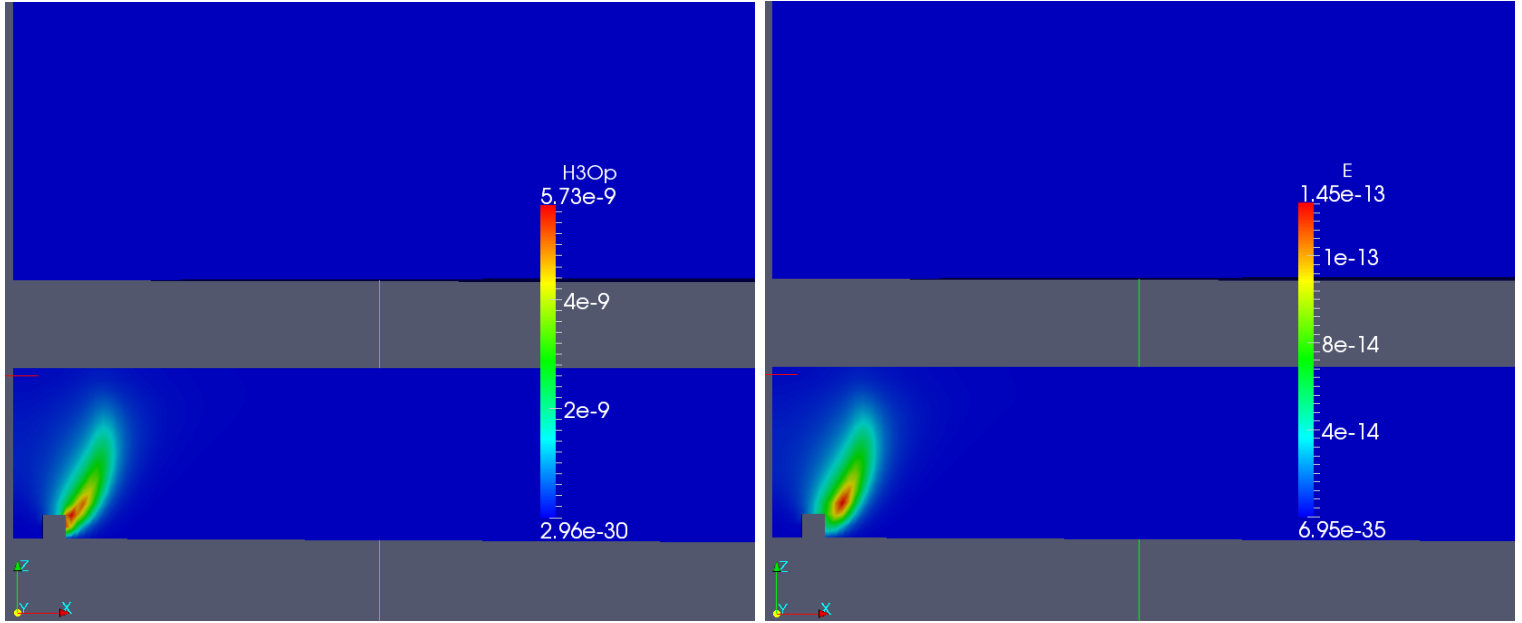 H3Op
5.73e-9
4e-9
2e-9
2.96e-30
Z
Y X
E
1.45e-13
1e-13
8e-14
4e-14
6.95e-35
Z
Y X